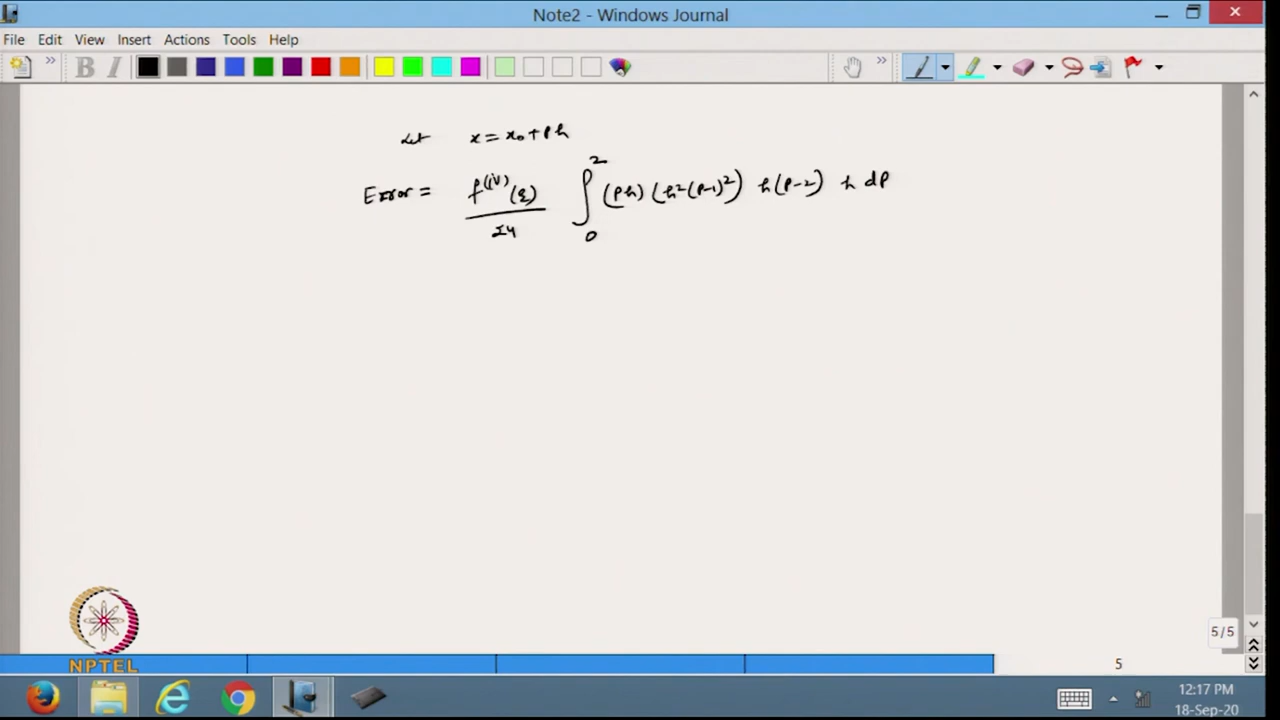 Note2 - Windows Journal
File Edit View Insert Actions Tools Help
Let x = x₀ + Ph
Error = f^(iv)(ξ) / 24 ∫₀² (Ph) (h²(P-1)²) h(P-2) h dP
5/5
NPTEL
5
12:17 PM
18-Sep-20